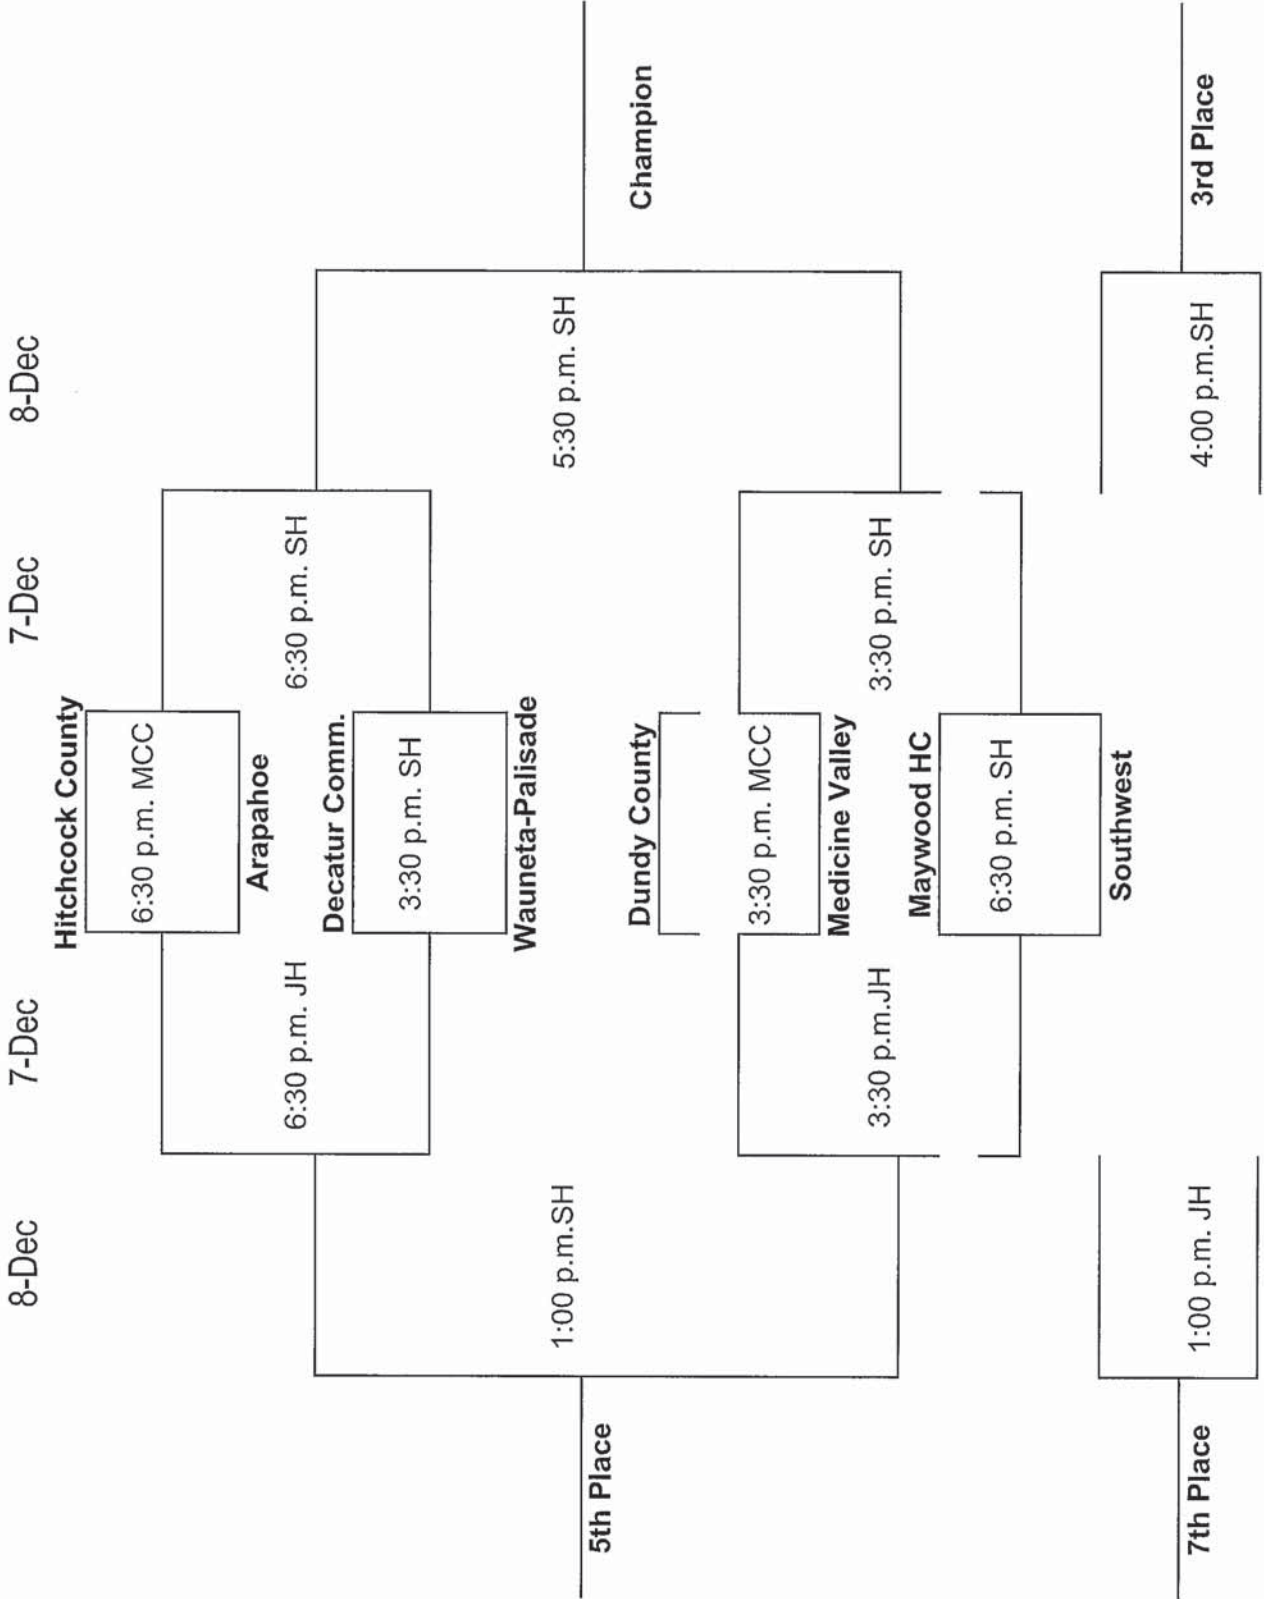 8-Dec
7-Dec
7-Dec
8-Dec
Hitchcock County
6:30 p.m. MCC
Arapahoe
6:30 p.m. JH
6:30 p.m. SH
Decatur Comm.
3:30 p.m. SH
Wauneta-Palisade
1:00 p.m.SH
5:30 p.m. SH
5th Place
Champion
Dundy County
3:30 p.m. MCC
Medicine Valley
3:30 p.m.JH
3:30 p.m. SH
Maywood HC
6:30 p.m. SH
Southwest
1:00 p.m. JH
4:00 p.m.SH
7th Place
3rd Place